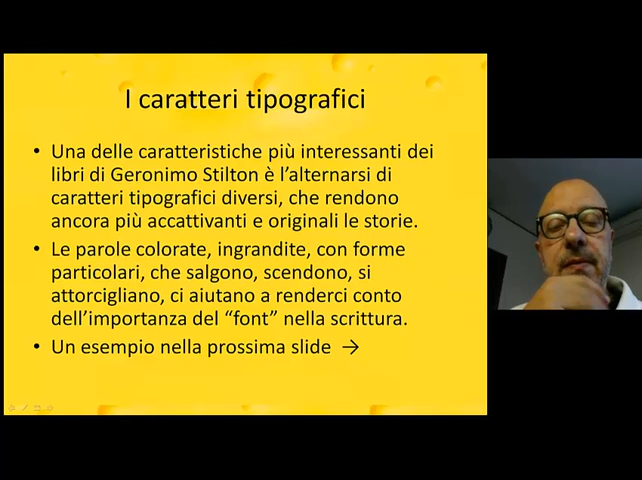 I caratteri tipografici
• Una delle caratteristiche più interessanti dei
libri di Geronimo Stilton è l'alternarsi di
caratteri tipografici diversi, che rendono
ancora più accattivanti e originali le storie.
• Le parole colorate, ingrandite, con forme
particolari, che salgono, scendono, si
attorcigliano, ci aiutano a renderci conto
dell'importanza del “font” nella scrittura.
• Un esempio nella prossima slide →